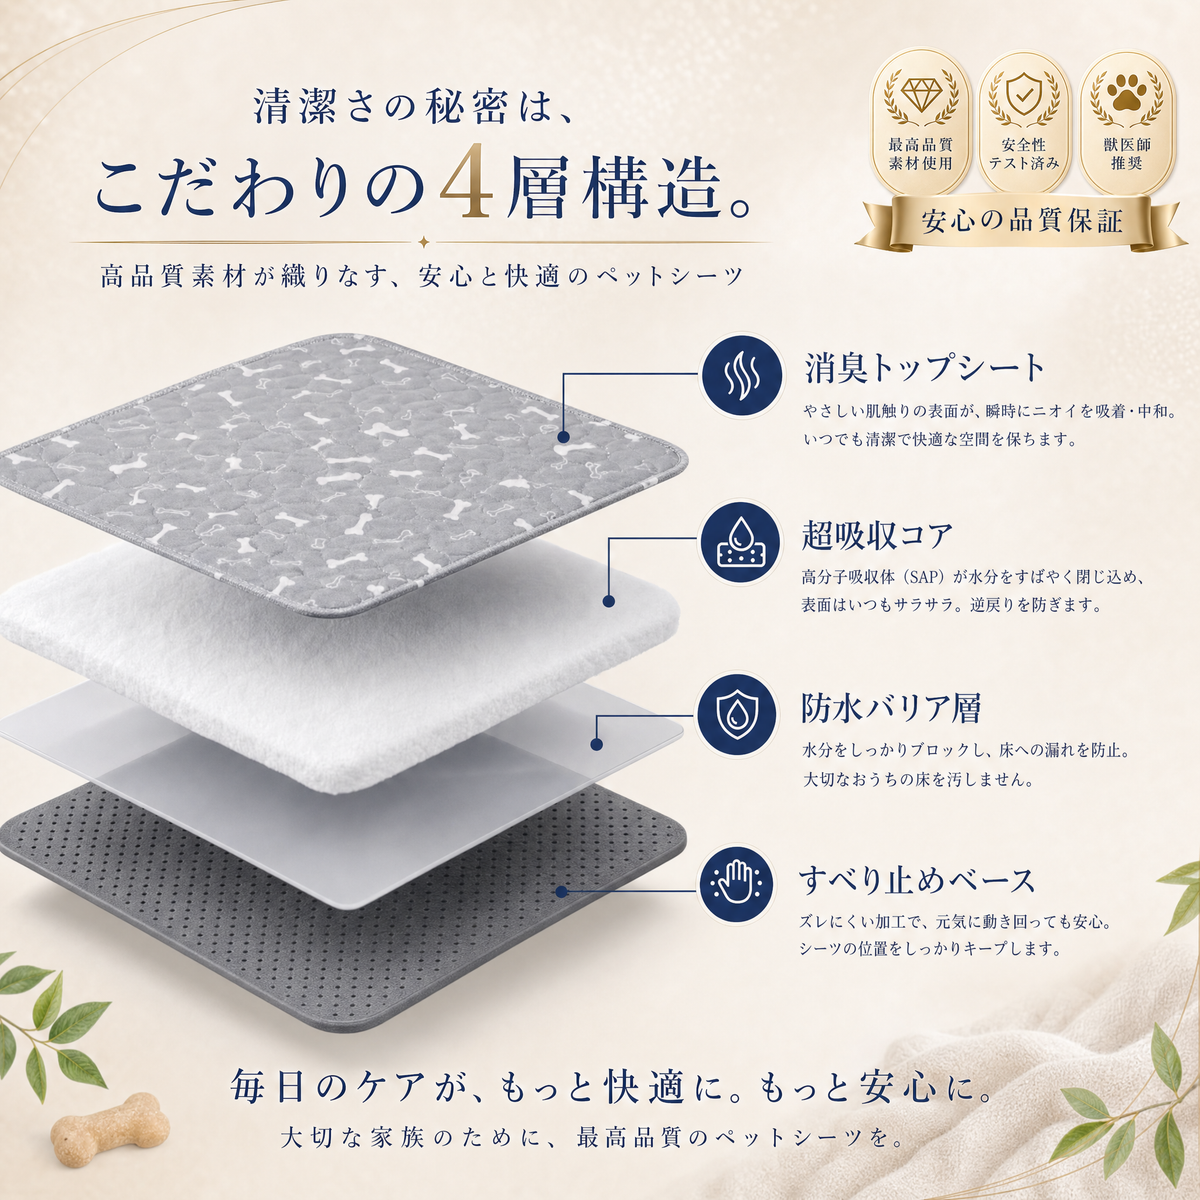 清潔さの秘密は、
こだわりの4層構造。
高品質素材が織りなす、安心と快適のペットシーツ
最高品質
素材使用
安全性
テスト済み
獣医師
推奨
安心の品質保証
消臭トップシート
やさしい肌触りの表面が、瞬時にニオイを吸着・中和。
いつでも清潔で快適な空間を保ちます。
超吸収コア
高分子吸収体（SAP）が水分をすばやく閉じ込め、
表面はいつもサラサラ。逆戻りを防ぎます。
防水バリア層
水分をしっかりブロックし、床への漏れを防止。
大切なおうちの床を汚しません。
すべり止めベース
ズレにくい加工で、元気に動き回っても安心。
シーツの位置をしっかりキープします。
毎日のケアが、もっと快適に。もっと安心に。
大切な家族のために、最高品質のペットシーツを。